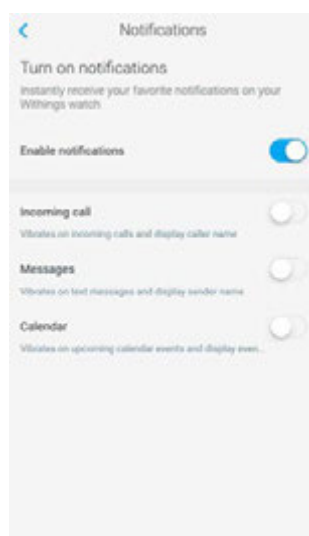 Notifications
Turn on notifications
Instantly receive your favorite notifications on your
Withings watch
Enable notifications
Incoming call
Vibrates on incoming calls and display caller name
Messages
Vibrates on text messages and display sender name
Calendar
Vibrates on upcoming calendar events and display even...